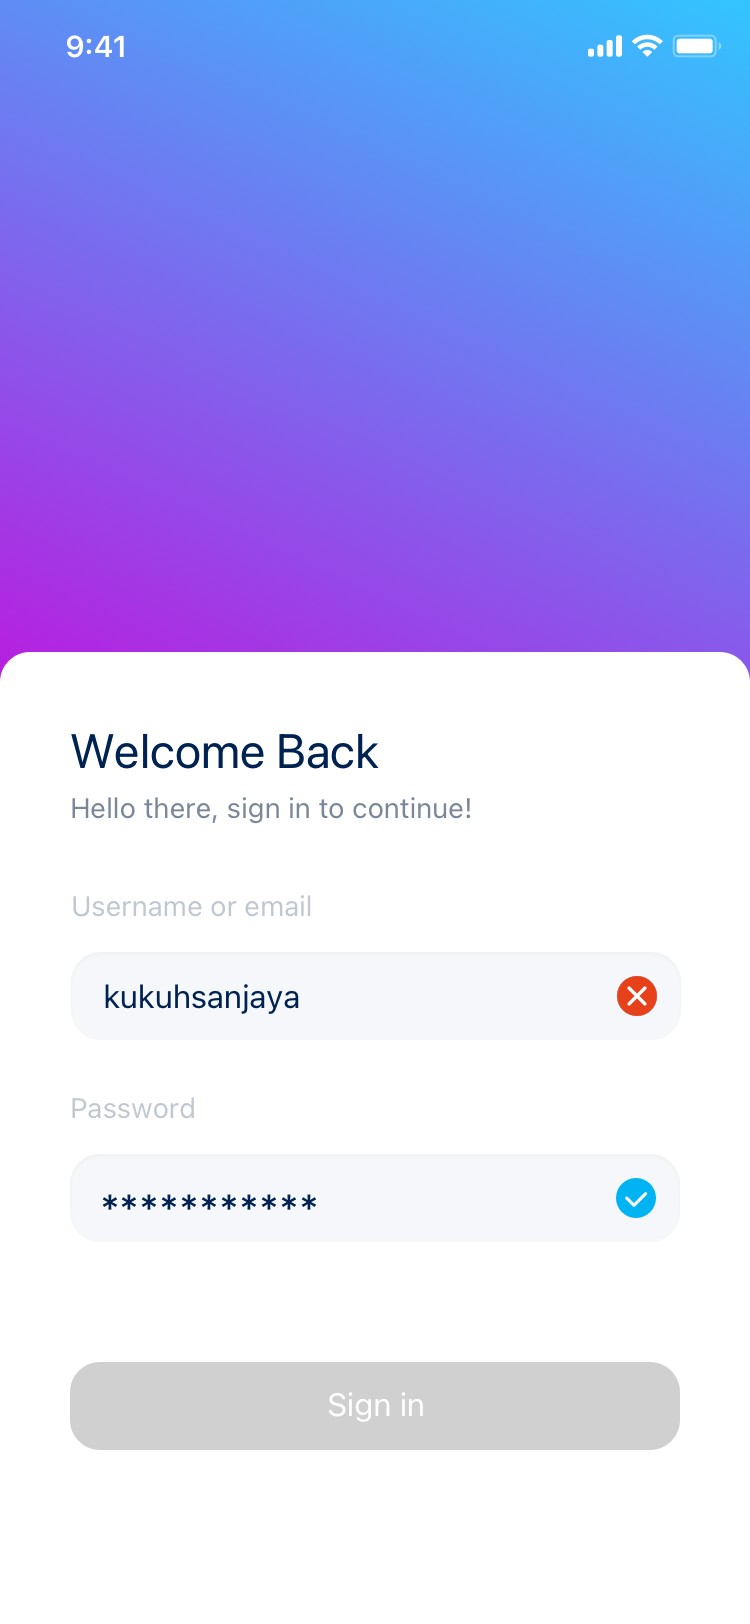 9:41
Welcome Back
Hello there, sign in to continue!
Username or email
kukuhsanjaya
Password
***********
Sign in